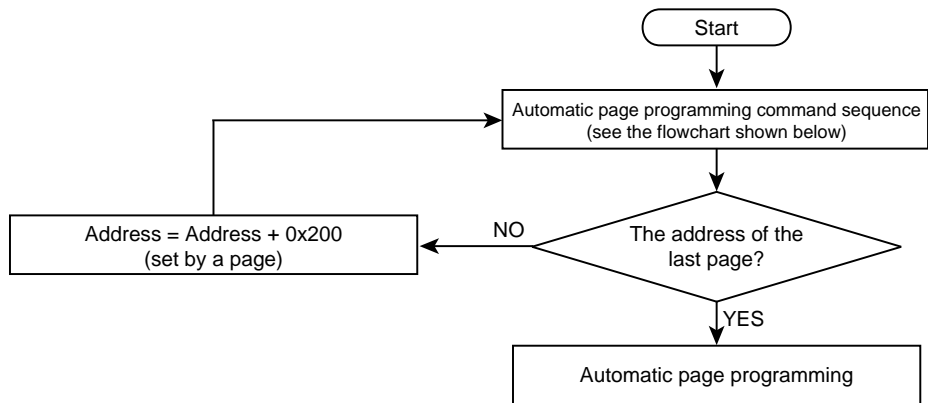 Start
Automatic page programming command sequence
(see the flowchart shown below)
Address = Address + 0x200
(set by a page)
NO
The address of the
last page?
YES
Automatic page programming